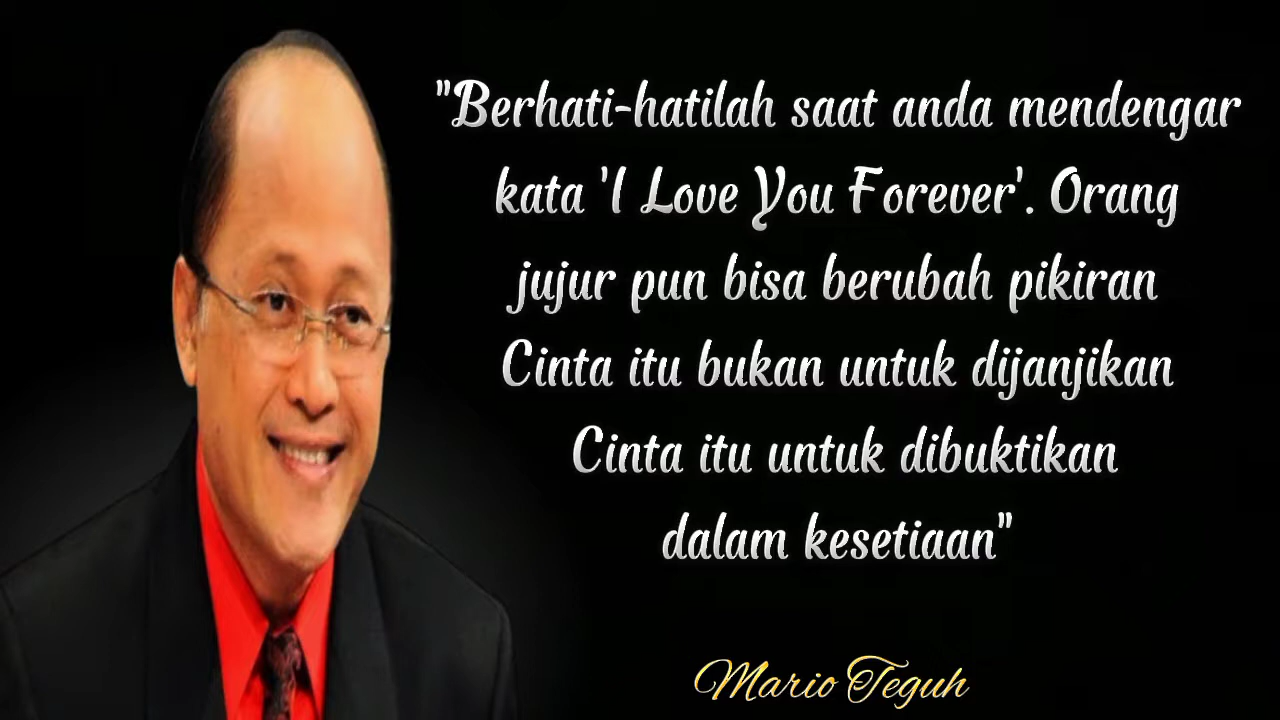 "Berhati-hatilah saat anda mendengar
kata 'I Love You Forever'. Orang
jujur pun bisa berubah pikiran
Cinta itu bukan untuk dijanjikan
Cinta itu untuk dibuktikan
dalam kesetiaan"
Mario Teguh